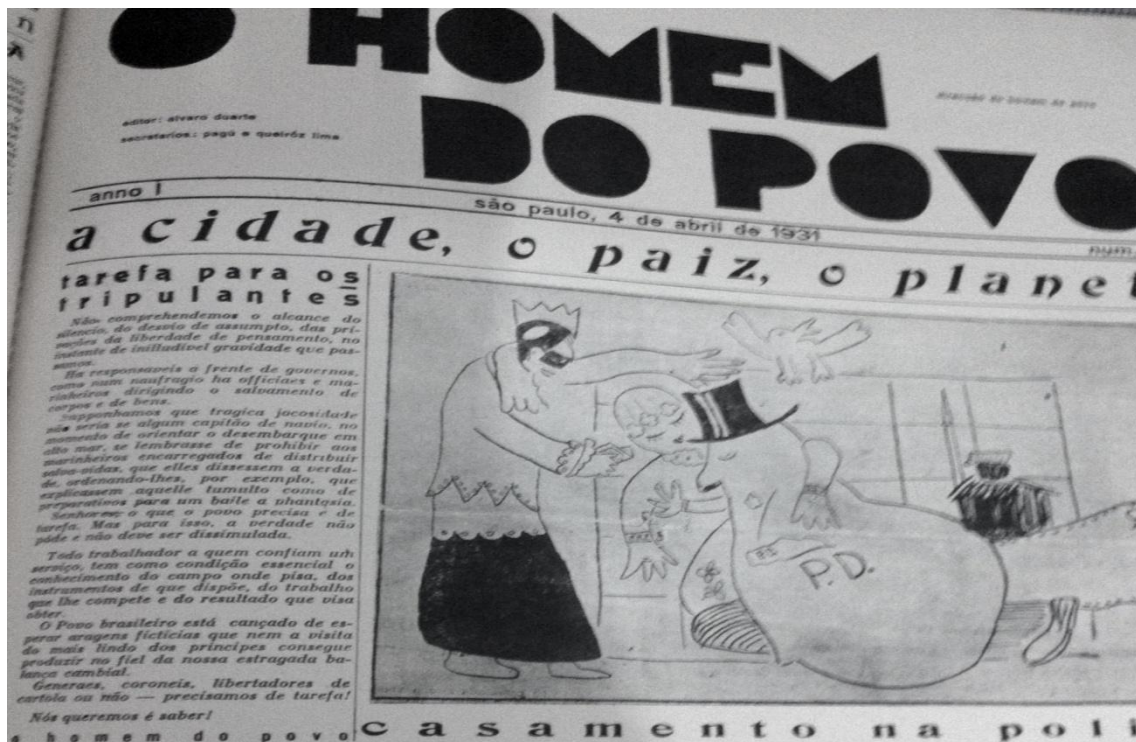 O HOMEM
DO POVO
editor: alvaro duarte
secretarios: pagú e queiróz lima
anno I
são paulo, 4 de abril de 1931
num
a cidade, o paiz, o planet
tarefa para os
tripulantes
Não comprehendemos o alcance do
silencio, do desvio de assumpto, das pri-
vações da liberdade de pensamento, no
instante de inilludivel gravidade que pas-
samos.
Ha responsaveis a frente de governos,
como num naufragio ha officiaes e ma-
rinheiros dirigindo o salvamento de
corpos e de bens.
Supponhamos que tragica jocosidade
não seria se algum capitão de navio, no
momento de orientar o desembarque em
alto mar, se lembrasse de prohibir aos
marinheiros encarregados de distribuir
salva-vidas, que elles dissessem a verda-
de, ordenando-lhes, por exemplo, que
explicassem aquelle tumulto como de
preparativos para um baile a phantasia.
Senhores: o que o povo precisa e de
tarefa. Mas para isso, a verdade não
póde e não deve ser dissimulada.
Todo trabalhador a quem confiam um
serviço, tem como condição essencial o
conhecimento do campo onde pisa, dos
instrumentos de que dispõe, do trabalho
que lhe compete e do resultado que visa
obter.
O Povo brasileiro está cançado de es-
perar aragens ficticias que nem a visita
do mais lindo dos principes consegue
produzir no fiel da nossa estragada ba-
lança cambial.
Generaes, coroneis, libertadores de
cartola ou não — precisamos de tarefa!
Nós queremos é saber!
o homem do povo
P.D.
casamento na poli